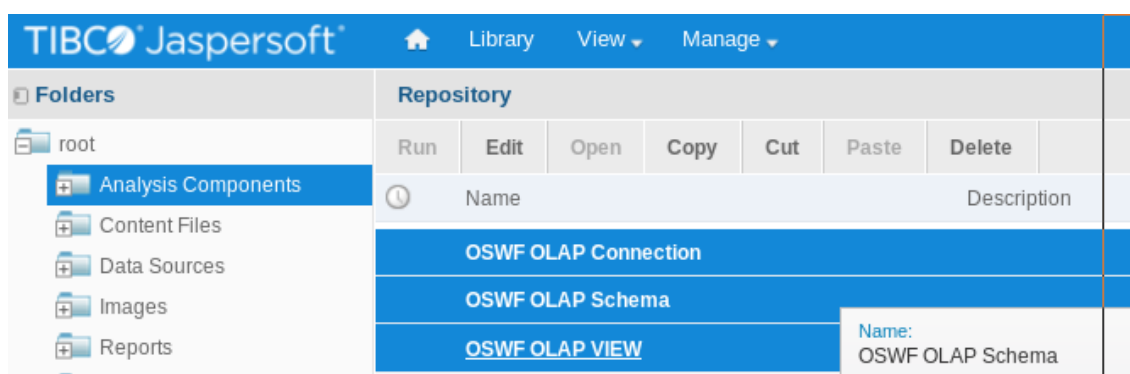 TIBCO Jaspersoft Library View Manage
Folders
root
Analysis Components
Content Files
Data Sources
Images
Reports
Repository
Run Edit Open Copy Cut Paste Delete
Name Description
OSWF OLAP Connection
OSWF OLAP Schema
OSWF OLAP VIEW
Name:
OSWF OLAP Schema